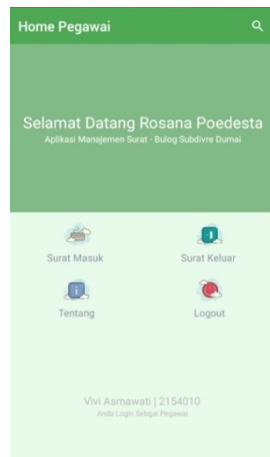 Home Pegawai
Selamat Datang Rosana Poedesta
Aplikasi Manajemen Surat - Bulog Subdivre Dumai
Surat Masuk
Surat Keluar
Tentang
Logout
Vivi Asmawati | 2154010
Anda Login Sebgai Pegawai